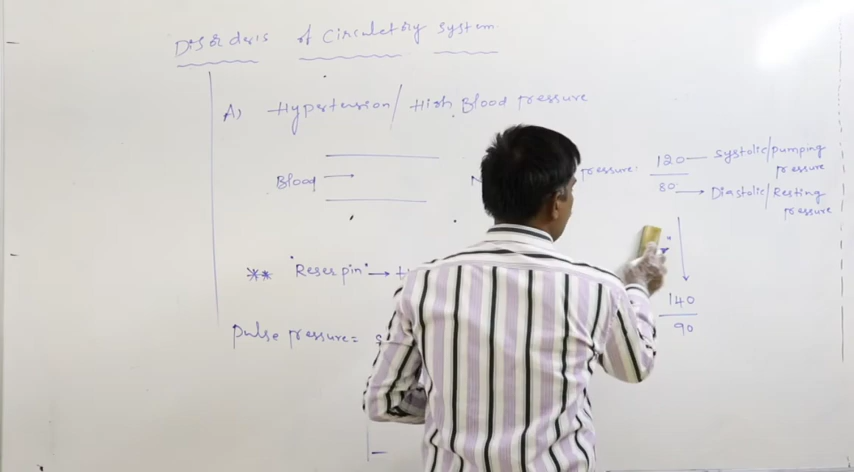 Disorders of Circulatory system
A) Hypertension / High Blood pressure
Blood → pressure: 120 — systolic/pumping pressure
80 → Diastolic/Resting pressure
** "Reserpin" →
140
90
Pulse pressure =